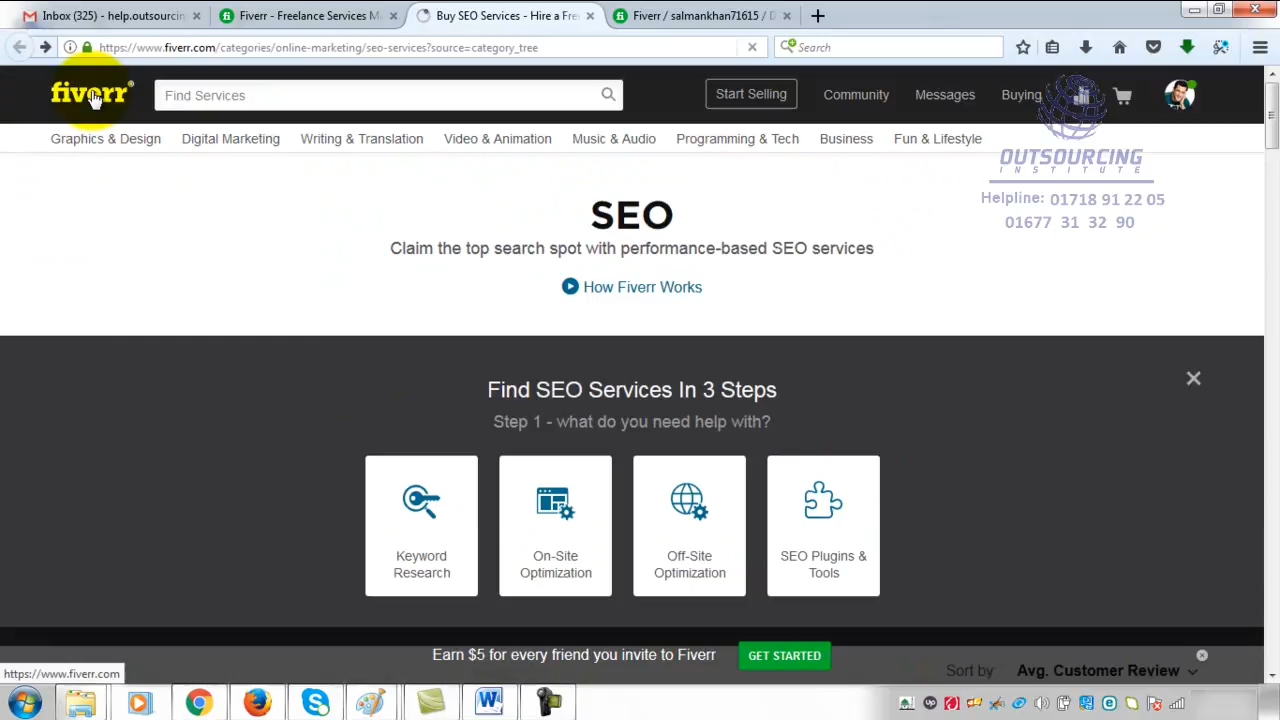 Inbox (325) - help.outsourcin
Fiverr - Freelance Services M
Buy SEO Services - Hire a Fre
Fiverr / salmankhan71615 / D
https://www.fiverr.com/categories/online-marketing/seo-services?source=category_tree
Search
fiverr®
Find Services
Start Selling
Community
Messages
Buying
Graphics & Design
Digital Marketing
Writing & Translation
Video & Animation
Music & Audio
Programming & Tech
Business
Fun & Lifestyle
OUTSOURCING
INSTITUTE
Helpline: 01718 91 22 05
01677 31 32 90
SEO
Claim the top search spot with performance-based SEO services
How Fiverr Works
Find SEO Services In 3 Steps
Step 1 - what do you need help with?
Keyword
Research
On-Site
Optimization
Off-Site
Optimization
SEO Plugins &
Tools
Earn $5 for every friend you invite to Fiverr
GET STARTED
Sort by
Avg. Customer Review
https://www.fiverr.com